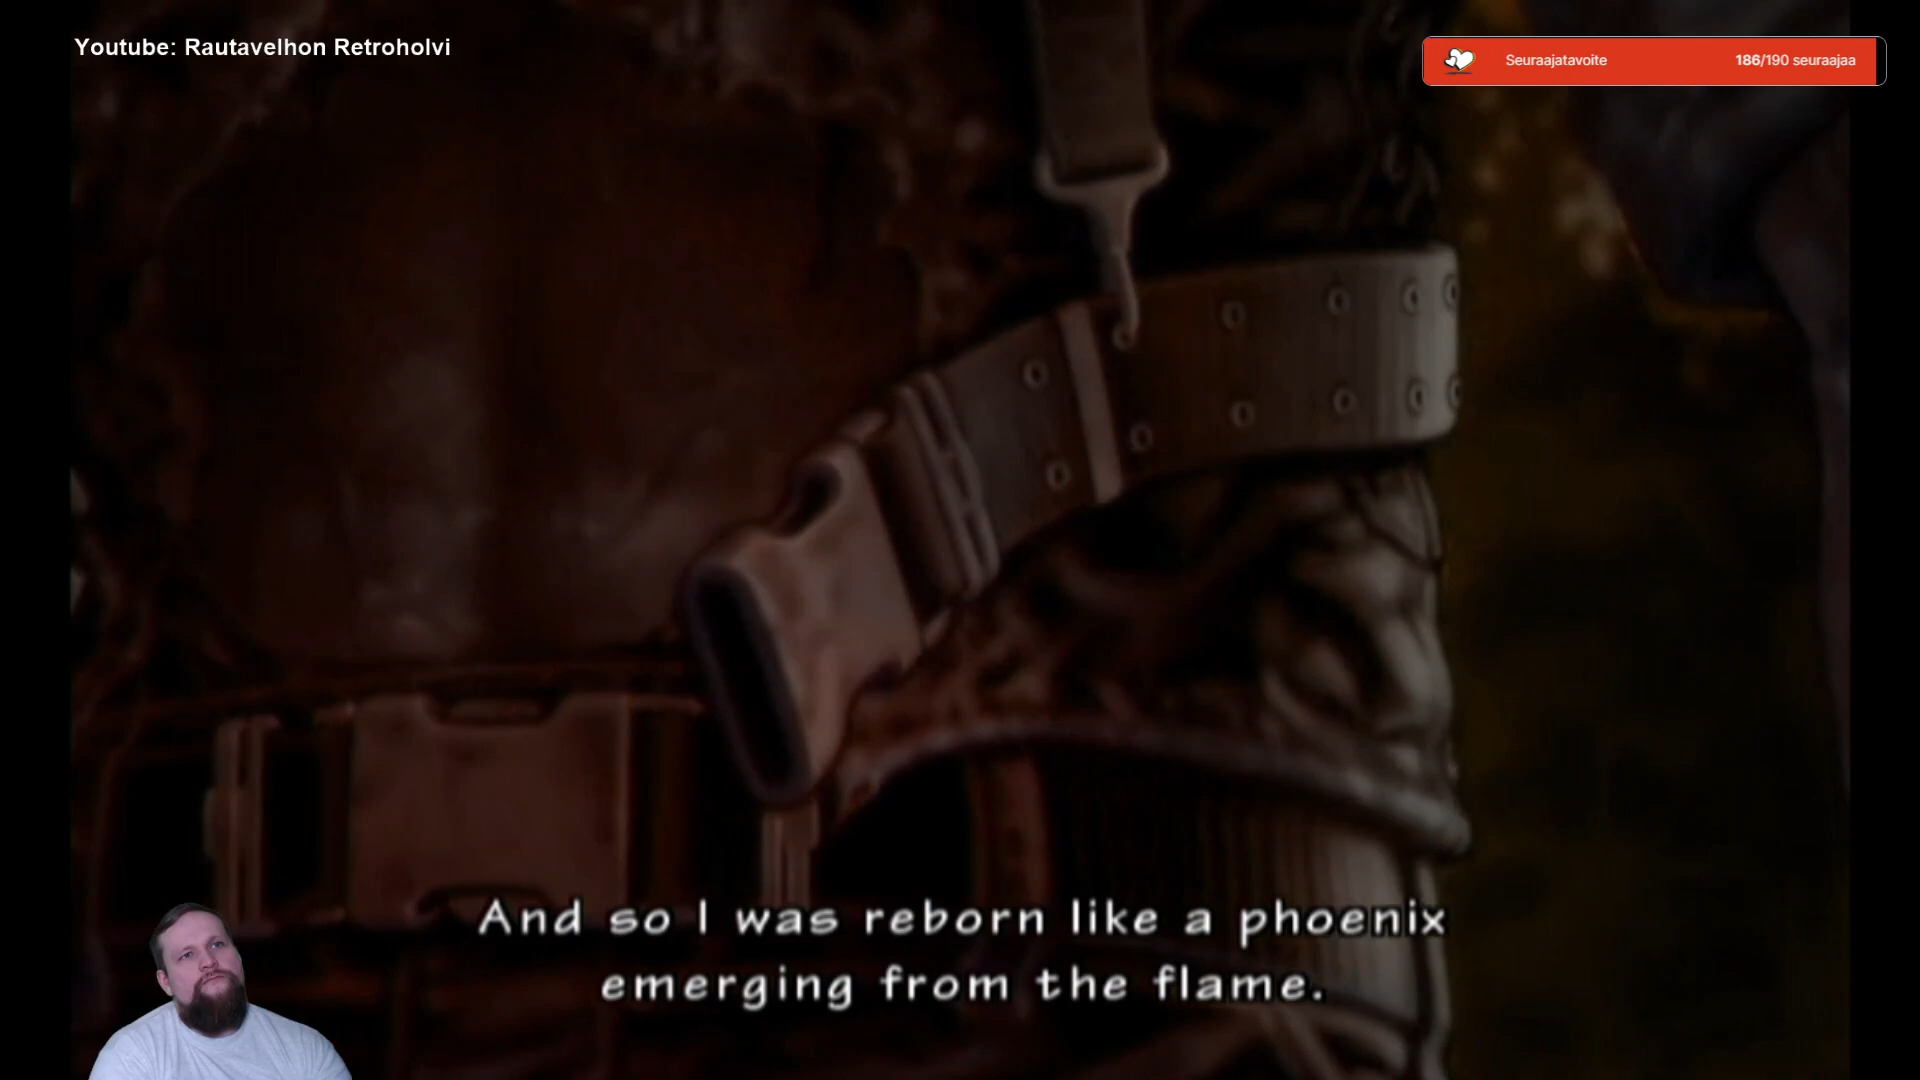 Youtube: Rautavelhon Retroholvi
Seuraajatavoite 186/190 seuraajaa
And so I was reborn like a phoenix
emerging from the flame.